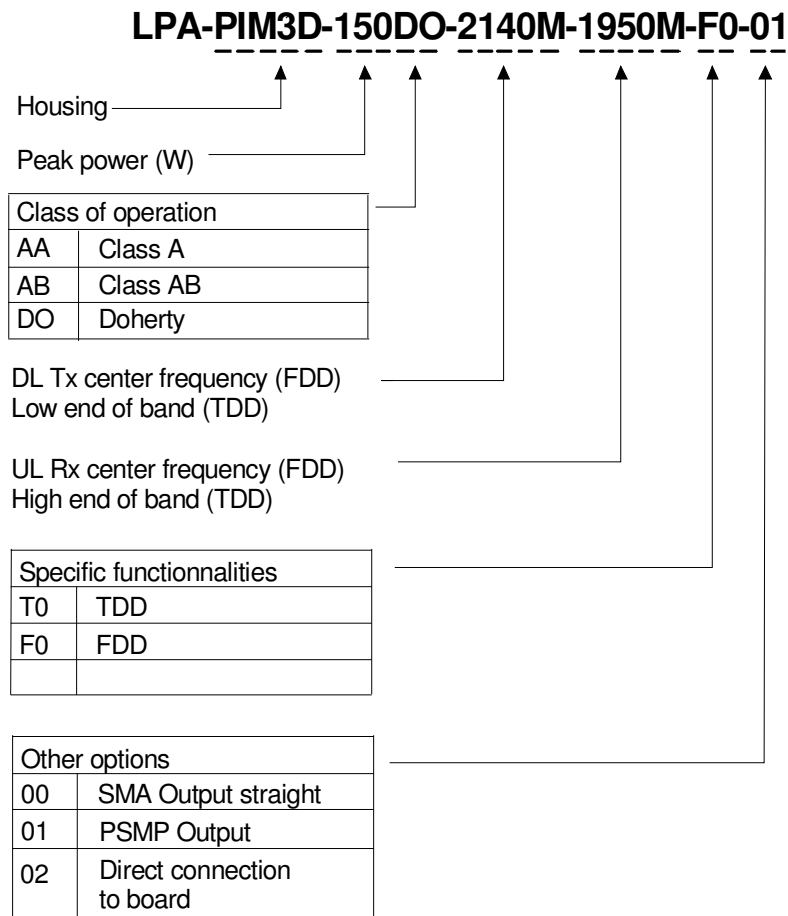 LPA-PIM3D-150DO-2140M-1950M-F0-01
Housing
Peak power (W)
Class of operation
AA Class A
AB Class AB
DO Doherty
DL Tx center frequency (FDD)
Low end of band (TDD)
UL Rx center frequency (FDD)
High end of band (TDD)
Specific functionnalities
T0 TDD
F0 FDD
Other options
00 SMA Output straight
01 PSMP Output
02 Direct connection
to board